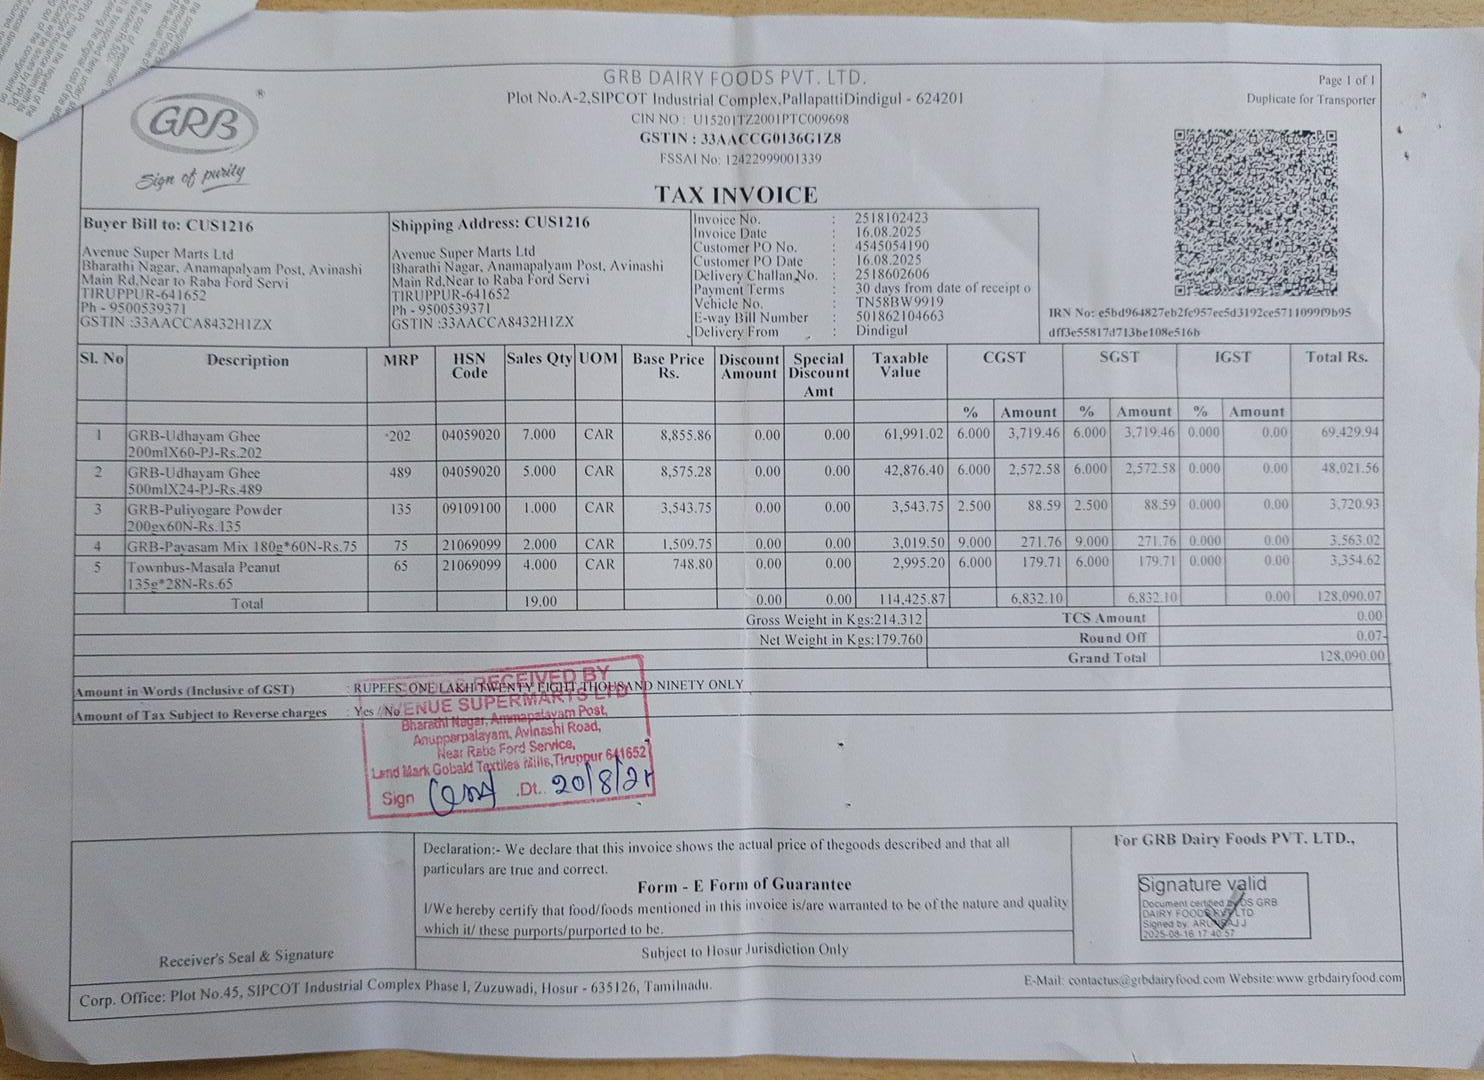 GRB DAIRY FOODS PVT. LTD.
Plot No.A-2,SIPCOT Industrial Complex,PallapattiDindigul - 624201
CIN NO : U15201TZ2001PTC009698
GSTIN : 33AACCG0136G1Z8
FSSAI No: 12422999001339
Page 1 of 1
Duplicate for Transporter
GRB
®
Sign of purity
TAX INVOICE
Buyer Bill to: CUS1216
Avenue Super Marts Ltd
Bharathi Nagar, Anamapalyam Post, Avinashi
Main Rd,Near to Raba Ford Servi
TIRUPPUR-641652
Ph - 9500539371
GSTIN :33AACCA8432H1ZX
Shipping Address: CUS1216
Avenue Super Marts Ltd
Bharathi Nagar, Anamapalyam Post, Avinashi
Main Rd,Near to Raba Ford Servi
TIRUPPUR-641652
Ph - 9500539371
GSTIN :33AACCA8432H1ZX
Invoice No. : 2518102423
Invoice Date : 16.08.2025
Customer PO No. : 4545054190
Customer PO Date : 16.08.2025
Delivery Challan No. : 2518602606
Payment Terms : 30 days from date of receipt o
Vehicle No. : TN58BW9919
E-way Bill Number : 501862104663
Delivery From : Dindigul
IRN No: e5bd964827eb2fc957ec5d3192ce5711099f9b95
dff3e55817d713be108e516b
Sl. No Description MRP HSN Code Sales Qty UOM Base Price Rs. Discount Amount Special Discount Amt Taxable Value CGST SGST IGST Total Rs.
% Amount % Amount % Amount
1 GRB-Udhayam Ghee 202 04059020 7.000 CAR 8,855.86 0.00 0.00 61,991.02 6.000 3,719.46 6.000 3,719.46 0.000 0.00 69,429.94
200mlX60-PJ-Rs.202
2 GRB-Udhayam Ghee 489 04059020 5.000 CAR 8,575.28 0.00 0.00 42,876.40 6.000 2,572.58 6.000 2,572.58 0.000 0.00 48,021.56
500mlX24-PJ-Rs.489
3 GRB-Puliyogare Powder 135 09109100 1.000 CAR 3,543.75 0.00 0.00 3,543.75 2.500 88.59 2.500 88.59 0.000 0.00 3,720.93
200gx60N-Rs.135
4 GRB-Payasam Mix 180g*60N-Rs.75 75 21069099 2.000 CAR 1,509.75 0.00 0.00 3,019.50 9.000 271.76 9.000 271.76 0.000 0.00 3,563.02
5 Townbus-Masala Peanut 65 21069099 4.000 CAR 748.80 0.00 0.00 2,995.20 6.000 179.71 6.000 179.71 0.000 0.00 3,354.62
135g*28N-Rs.65
Total 19.00 0.00 0.00 114,425.87 6,832.10 6,832.10 0.00 128,090.07
Gross Weight in Kgs:214.312 TCS Amount 0.00
Net Weight in Kgs:179.760 Round Off 0.07-
Grand Total 128,090.00
Amount in Words (Inclusive of GST) : RUPEES ONE LAKH TWENTY EIGHT THOUSAND NINETY ONLY
Amount of Tax Subject to Reverse charges : Yes / No
RECEIVED BY
AVENUE SUPERMARTS LTD
Bharathi Nagar, Ammapalayam Post,
Anupparpalayam, Avinashi Road,
Near Raba Ford Service,
Land Mark Gobald Textiles Mills,Tiruppur 641652
Sign Dt. 20/8/25
Declaration:- We declare that this invoice shows the actual price of thegoods described and that all
particulars are true and correct.
Form - E Form of Guarantee
I/We hereby certify that food/foods mentioned in this invoice is/are warranted to be of the nature and quality
which it/ these purports/purported to be.
Subject to Hosur Jurisdiction Only
Receiver's Seal & Signature
For GRB Dairy Foods PVT. LTD.,
Signature valid
Document certified by DS GRB
DAIRY FOODS PVT LTD
Signed by: ARUNRAJ J
2025-08-16 17:40:57
Corp. Office: Plot No.45, SIPCOT Industrial Complex Phase I, Zuzuwadi, Hosur - 635126, Tamilnadu.
E-Mail: contactus@grbdairyfood.com Website:www.grbdairyfood.com